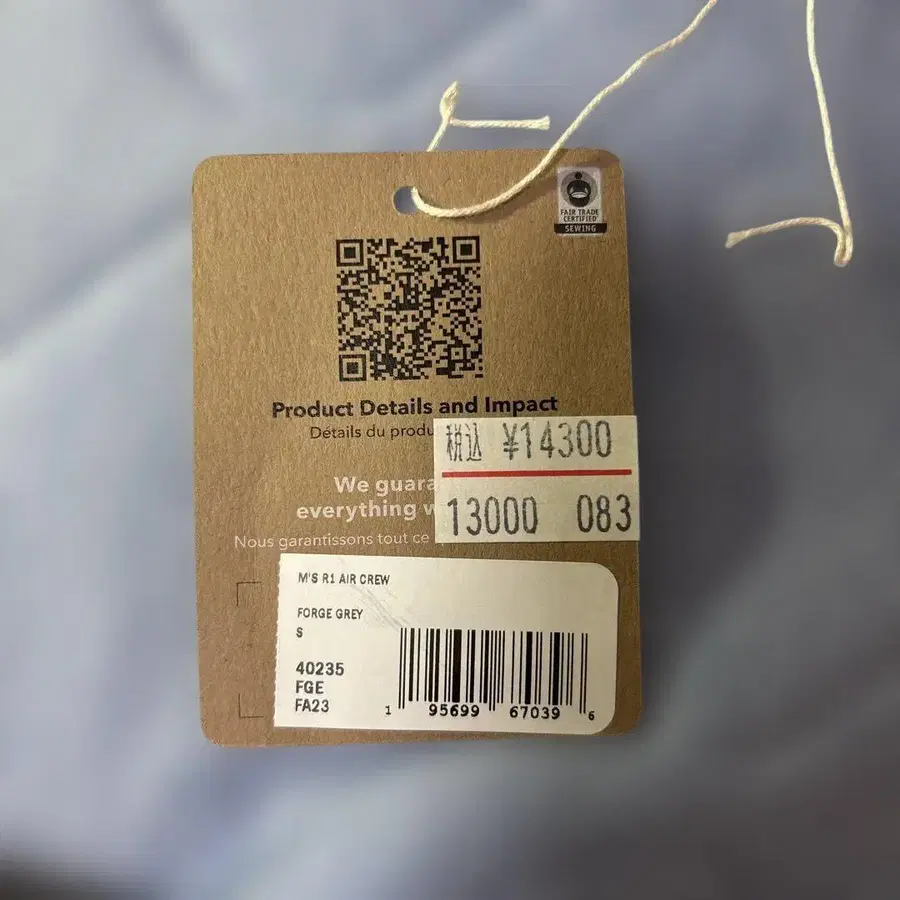 FAIR TRADE
CERTIFIED
SEWING
Product Details and Impact
Détails du produ
税込 ¥14300
13000 083
We guara
everything w
Nous garantissons tout ce
M'S R1 AIR CREW
FORGE GREY
S
40235
FGE
FA23
1 95699 67039 6